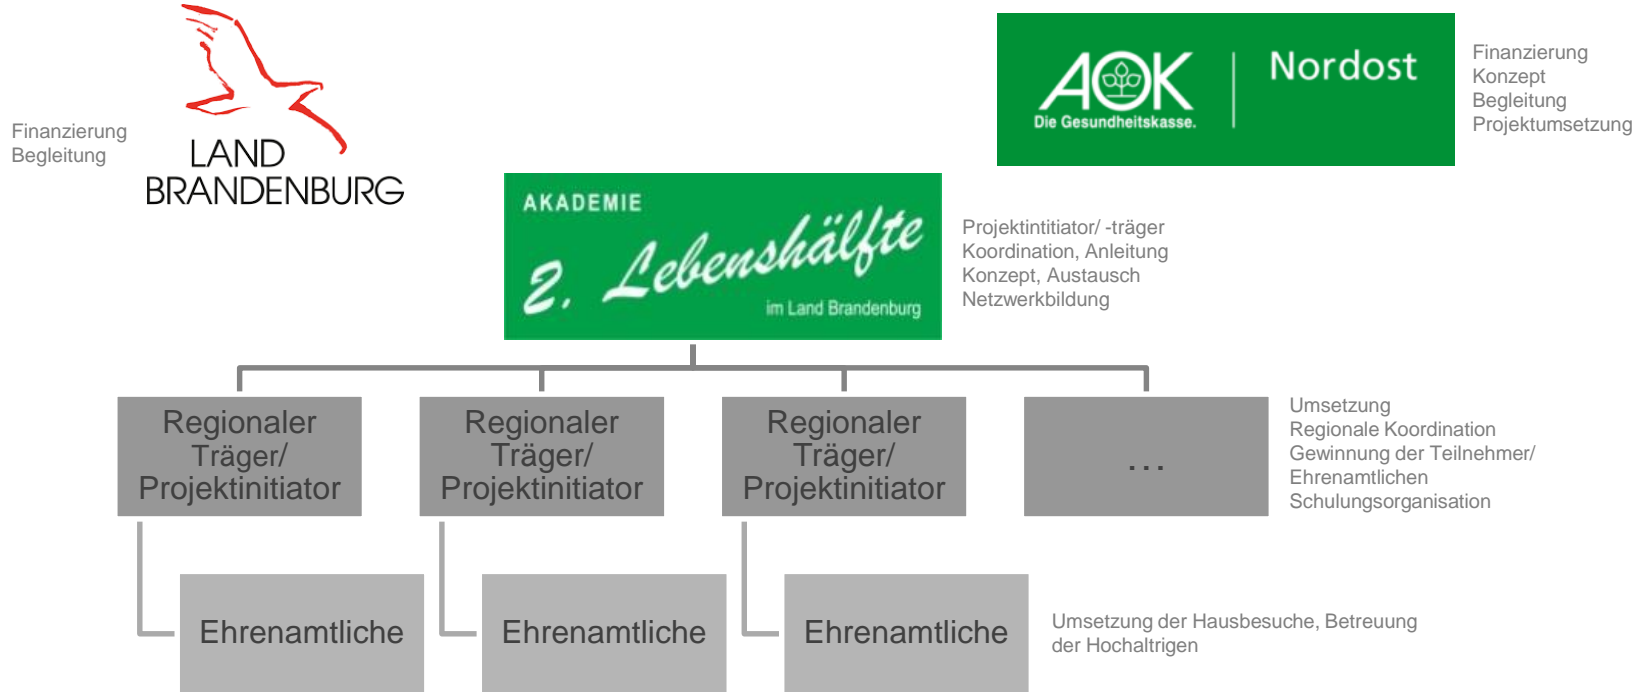 Finanzierung
Begleitung
LAND
BRANDENBURG
AOK
Die Gesundheitskasse.
Nordost
Finanzierung
Konzept
Begleitung
Projektumsetzung
AKADEMIE
2. Lebenshälfte
im Land Brandenburg
Projektintitiator/ -träger
Koordination, Anleitung
Konzept, Austausch
Netzwerkbildung
Regionaler
Träger/
Projektinitiator
Regionaler
Träger/
Projektinitiator
Regionaler
Träger/
Projektinitiator
...
Umsetzung
Regionale Koordination
Gewinnung der Teilnehmer/
Ehrenamtlichen
Schulungsorganisation
Ehrenamtliche
Ehrenamtliche
Ehrenamtliche
Umsetzung der Hausbesuche, Betreuung
der Hochaltrigen